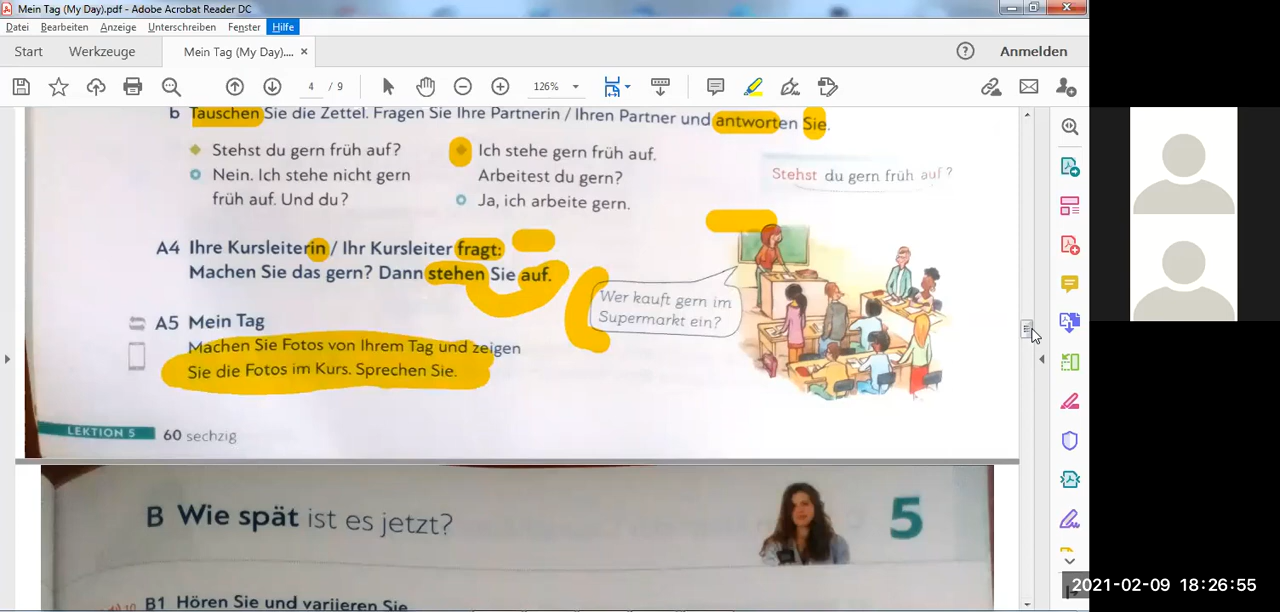 Mein Tag (My Day).pdf - Adobe Acrobat Reader DC
Datei Bearbeiten Anzeige Unterschreiben Fenster Hilfe
Start Werkzeuge Mein Tag (My Day).... × Anmelden
4 / 9 126%
b Tauschen Sie die Zettel. Fragen Sie Ihre Partnerin / Ihren Partner und antworten Sie.
Stehst du gern früh auf?
Nein. Ich stehe nicht gern
früh auf. Und du?
Ich stehe gern früh auf.
Arbeitest du gern?
Ja, ich arbeite gern.
Stehst du gern früh auf?
A4 Ihre Kursleiterin / Ihr Kursleiter fragt:
Machen Sie das gern? Dann stehen Sie auf.
Wer kauft gern im
Supermarkt ein?
A5 Mein Tag
Machen Sie Fotos von Ihrem Tag und zeigen
Sie die Fotos im Kurs. Sprechen Sie.
LEKTION 5 60 sechzig
B Wie spät ist es jetzt? 5
B1 Hören Sie und variieren Sie
2021-02-09 18:26:55